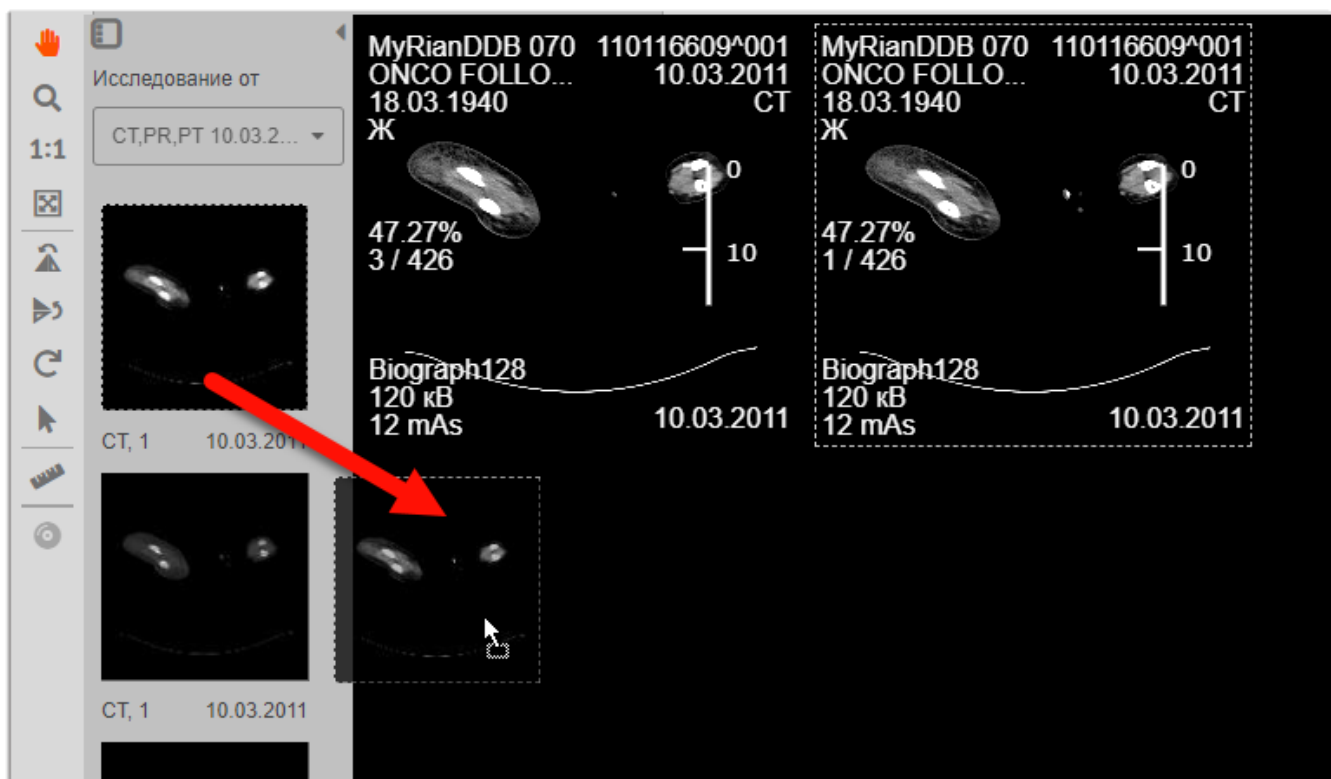 1:1
Исследование от
CT,PR,PT 10.03.2...
CT, 1 10.03.2011
CT, 1 10.03.2011
MyRianDDB 070 110116609^001
ONCO FOLLO... 10.03.2011
18.03.1940 CT
Ж
0
47.27%
3 / 426
10
Biograph128
120 кВ
12 mAs 10.03.2011
MyRianDDB 070 110116609^001
ONCO FOLLO... 10.03.2011
18.03.1940 CT
Ж
0
47.27%
1 / 426
10
Biograph128
120 кВ
12 mAs 10.03.2011